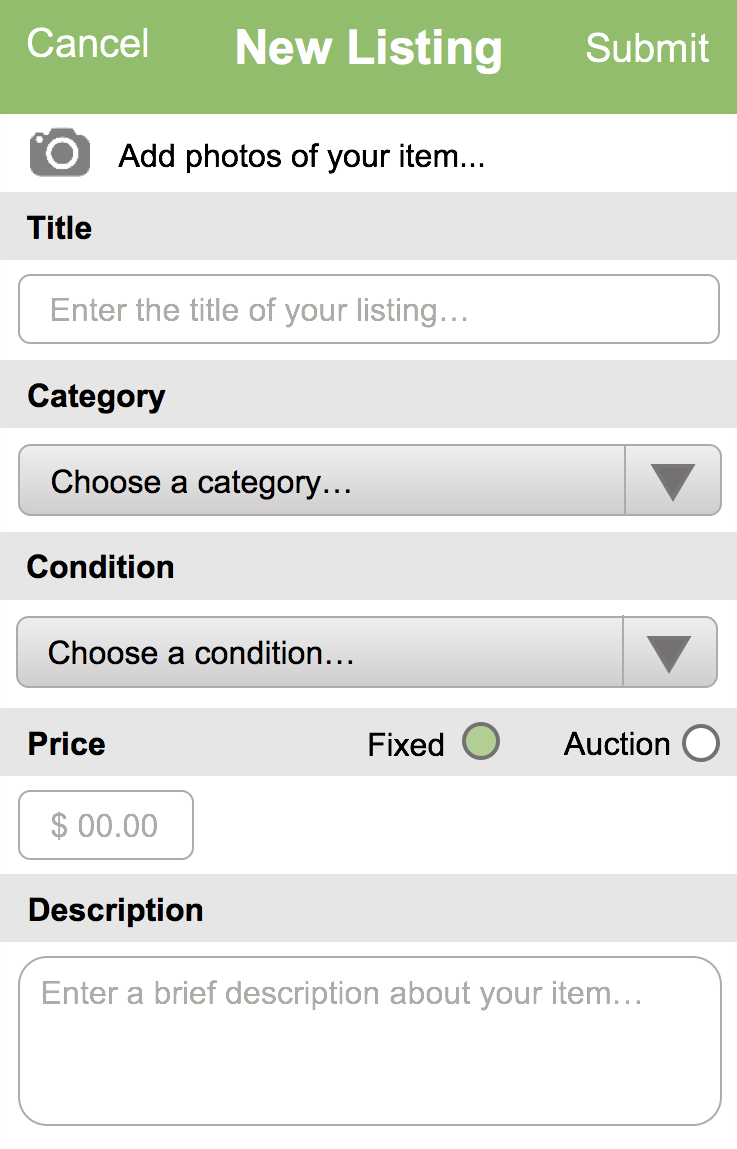 Cancel New Listing Submit
Add photos of your item...
Title
Enter the title of your listing…
Category
Choose a category…
Condition
Choose a condition…
Price Fixed Auction
$ 00.00
Description
Enter a brief description about your item…